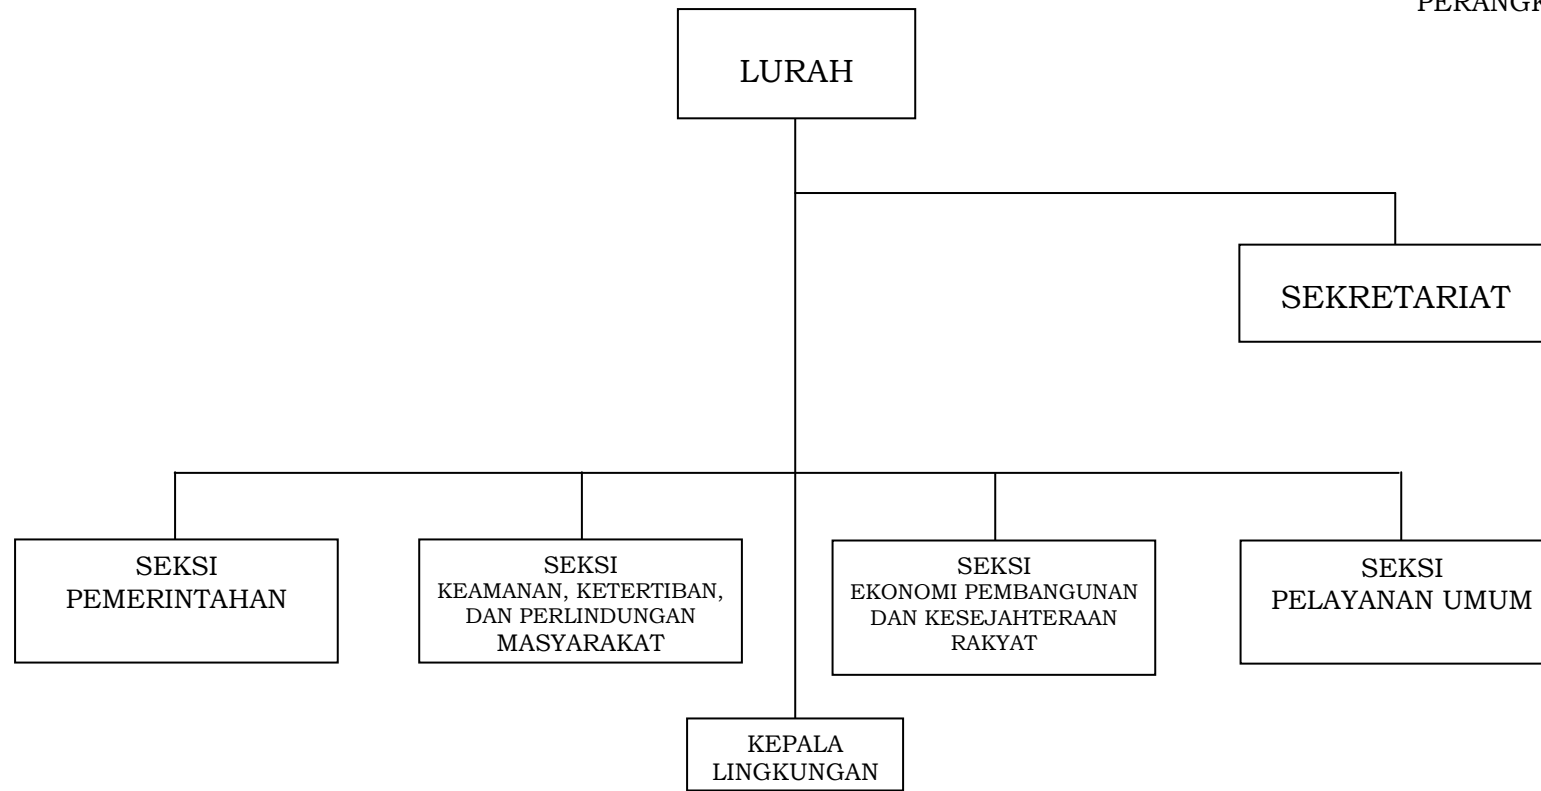 LURAH
SEKRETARIAT
SEKSI
PEMERINTAHAN
SEKSI
KEAMANAN, KETERTIBAN,
DAN PERLINDUNGAN
MASYARAKAT
SEKSI
EKONOMI PEMBANGUNAN
DAN KESEJAHTERAAN
RAKYAT
SEKSI
PELAYANAN UMUM
KEPALA
LINGKUNGAN